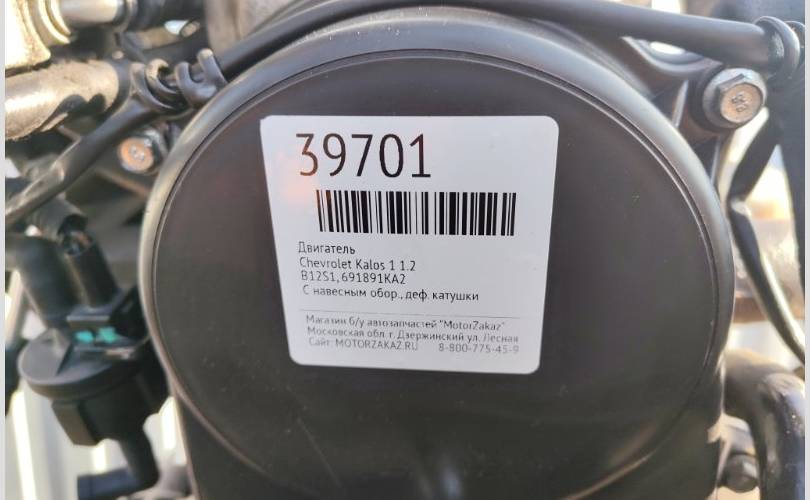 39701
Двигатель
Chevrolet Kalos 1 1.2
B12S1, 691891KA2
С навесным обор., деф. катушки
Магазин б/у автозапчастей "MotorZakaz"
Московская обл. г. Дзержинский ул. Лесная
Сайт: MOTORZAKAZ.RU 8-800-775-45-9